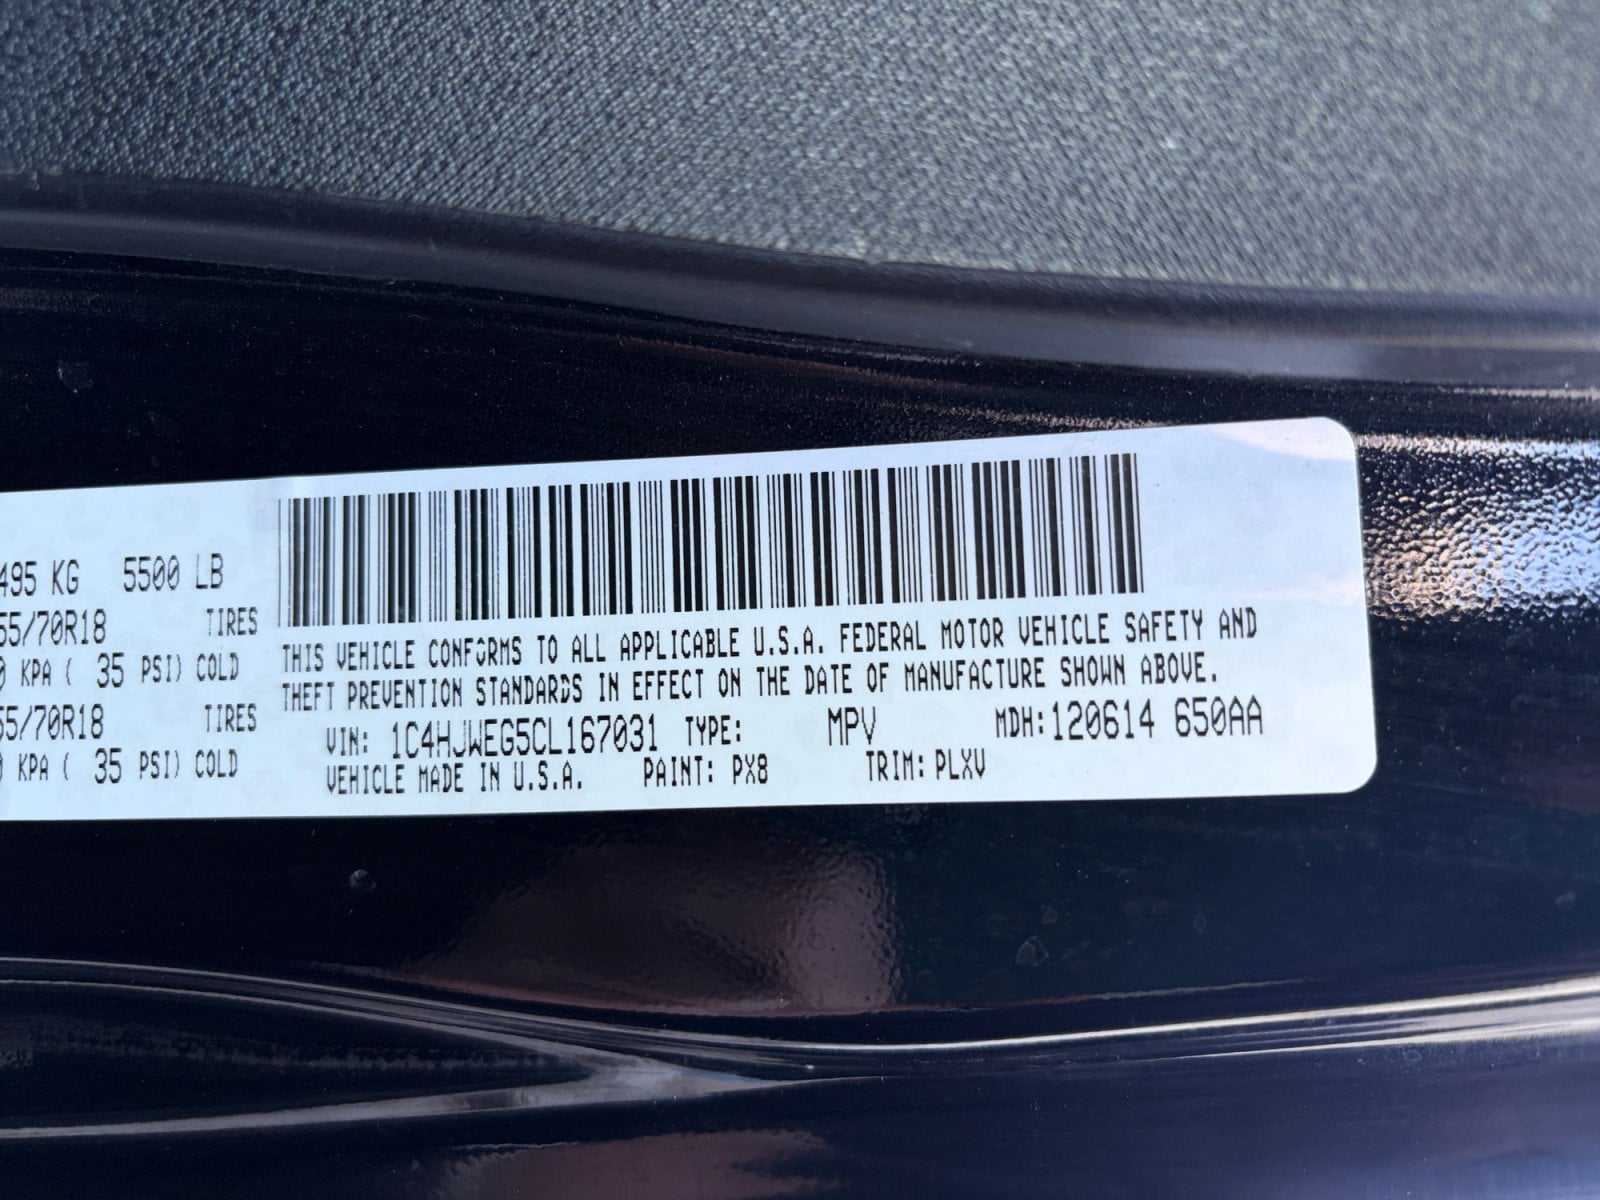 495 KG 5500 LB
55/70R18 TIRES
0 KPA ( 35 PSI) COLD
55/70R18 TIRES
KPA ( 35 PSI) COLD
THIS VEHICLE CONFORMS TO ALL APPLICABLE U.S.A. FEDERAL MOTOR VEHICLE SAFETY AND
THEFT PREVENTION STANDARDS IN EFFECT ON THE DATE OF MANUFACTURE SHOWN ABOVE.
VIN: 1C4HJWEG5CL167031 TYPE: MPV MDH:120614 650AA
VEHICLE MADE IN U.S.A. PAINT: PX8 TRIM: PLXV